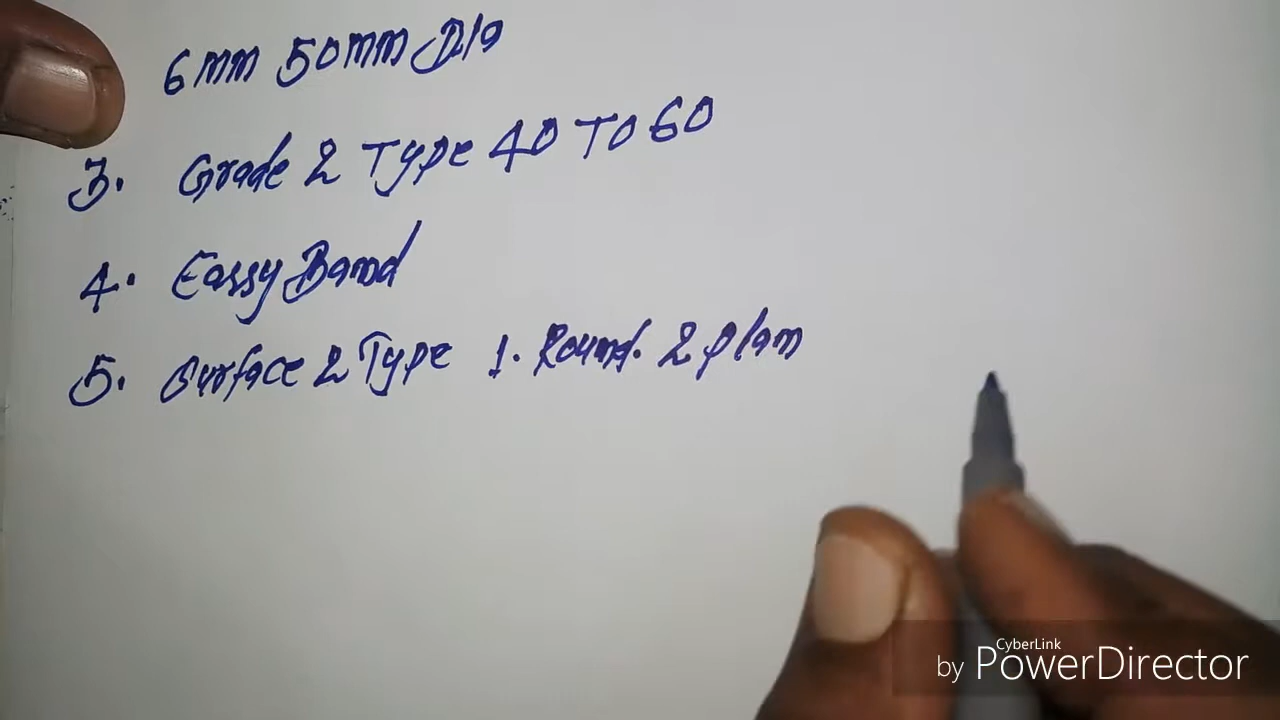 6mm 50mm Dia
3. Grade 2 Type 40 To 60
4. Eassy Band
5. Surface 2 Type 1. Round. 2 plam
CyberLink
by PowerDirector